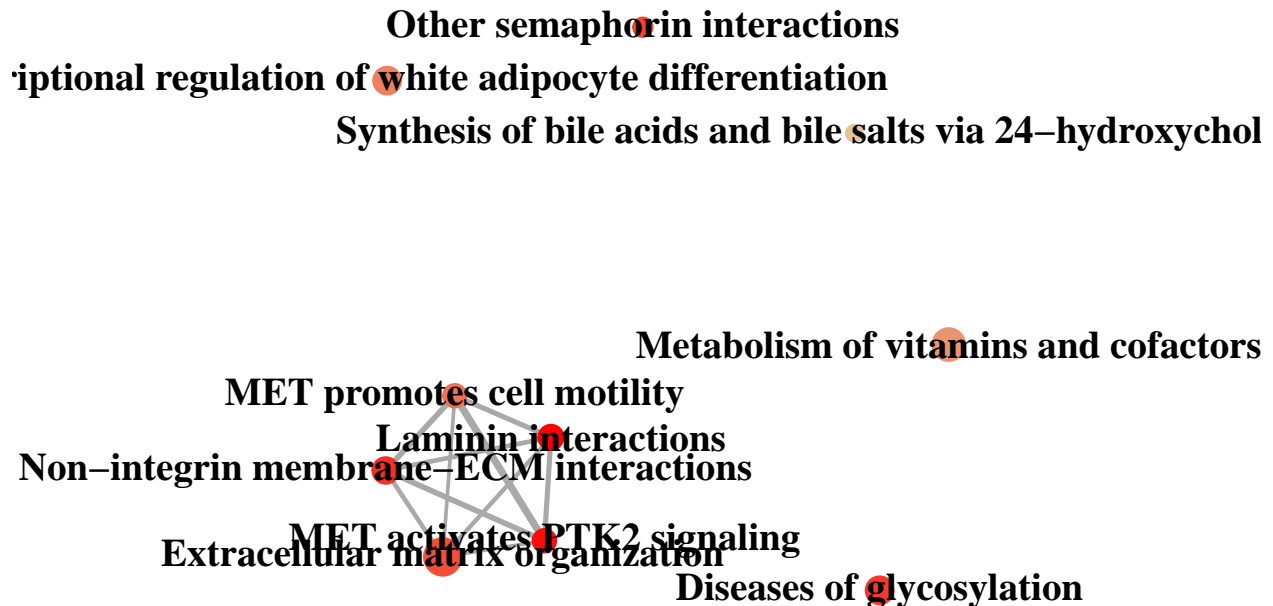 Other semaphorin interactions
riptional regulation of white adipocyte differentiation
Synthesis of bile acids and bile salts via 24−hydroxychol
Metabolism of vitamins and cofactors
MET promotes cell motility
Laminin interactions
Non−integrin membrane−ECM interactions
MET activates PTK2 signaling
Extracellular matrix organization
Diseases of glycosylation